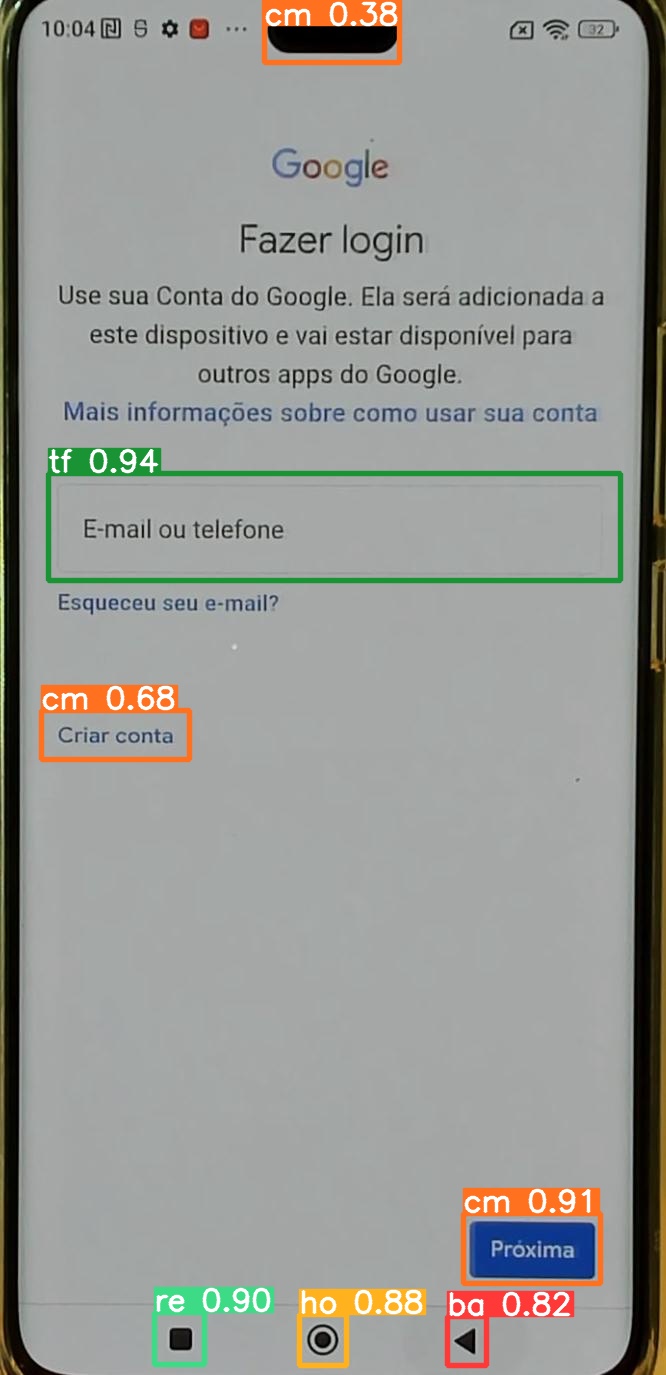 cm 0.38
10:04
32
Google
Fazer login
Use sua Conta do Google. Ela será adicionada a
este dispositivo e vai estar disponível para
outros apps do Google.
Mais informações sobre como usar sua conta
tf 0.94
E-mail ou telefone
Esqueceu seu e-mail?
cm 0.68
Criar conta
cm 0.91
Próxima
re 0.90
ho 0.88
ba 0.82